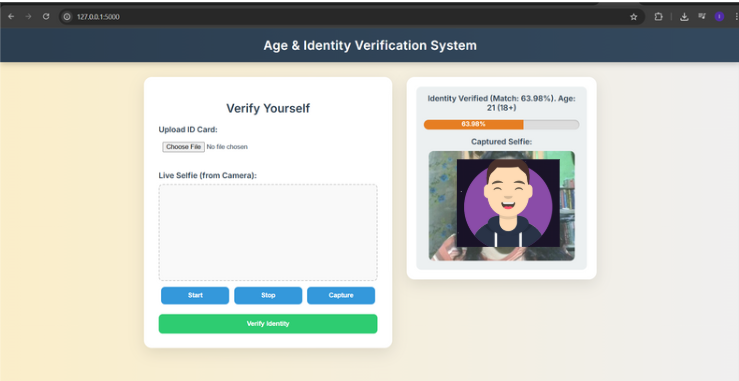 127.0.0.1:5000
Age & Identity Verification System
Verify Yourself
Upload ID Card:
Choose File No file chosen
Live Selfie (from Camera):
Start
Stop
Capture
Verify Identity
Identity Verified (Match: 63.98%). Age:
21 (18+)
63.98%
Captured Selfie: